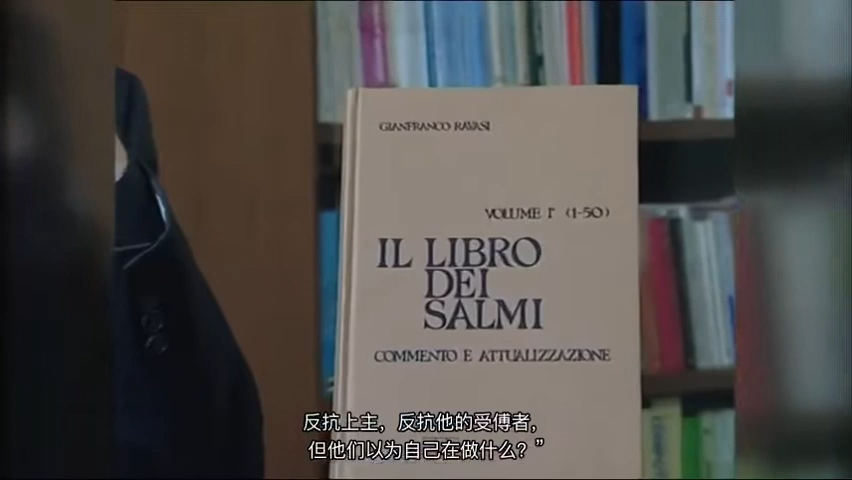 GIANFRANCO RAVASI
VOLUME 1° (1-50)
IL LIBRO
DEI
SALMI
COMMENTO E ATTUALIZZAZIONE
反抗上主，反抗他的受傅者，
但他们以为自己在做什么？”